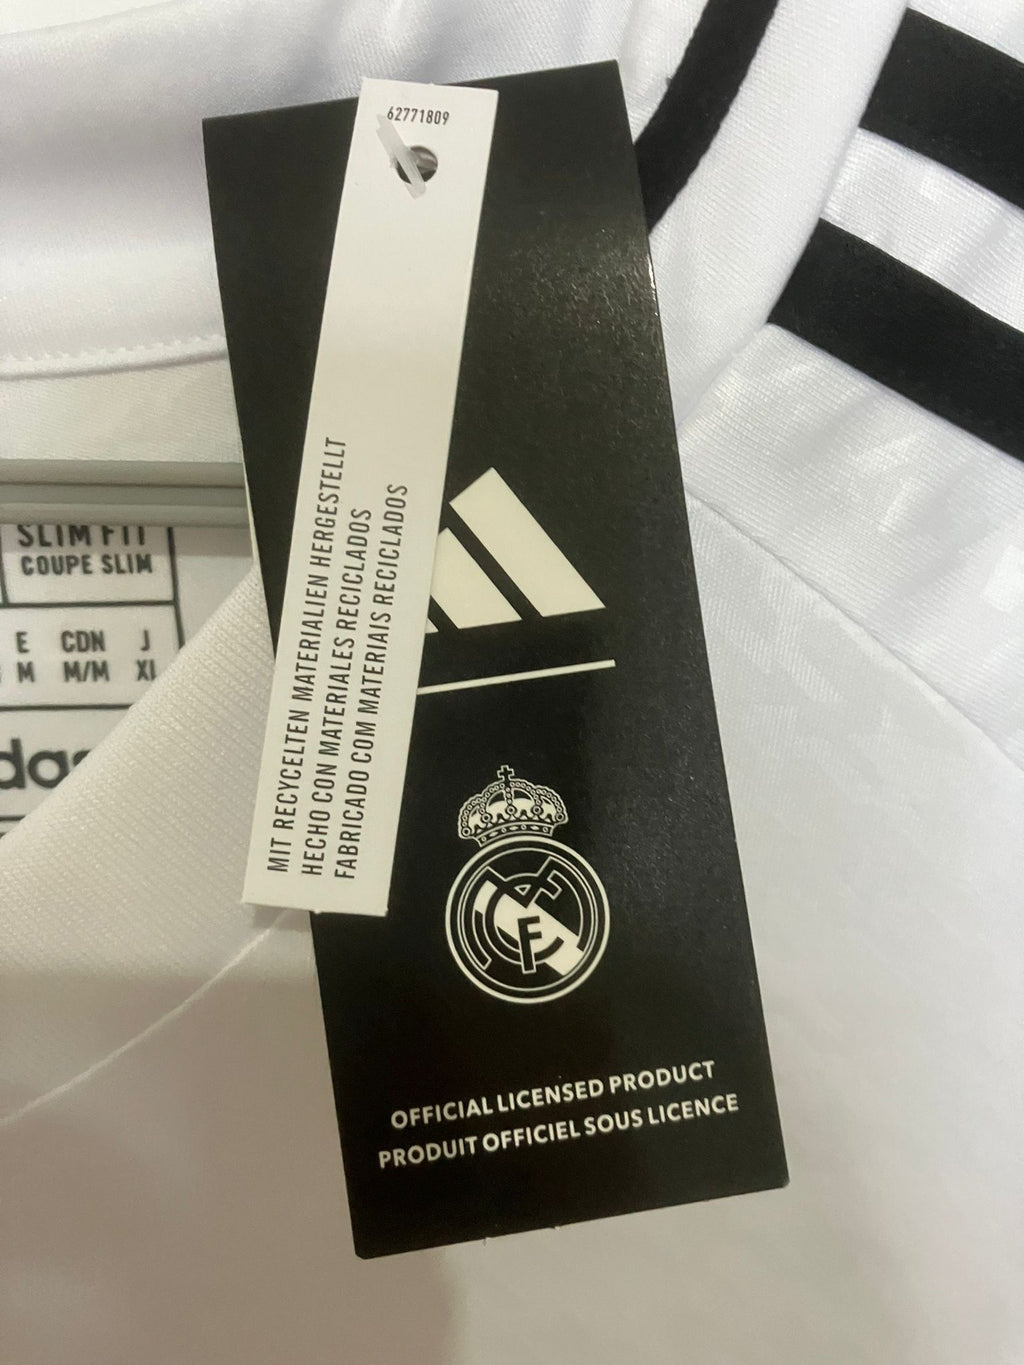 62771809
MIT RECYCELTEN MATERIALIEN HERGESTELLT
HECHO CON MATERIALES RECICLADOS
FABRICADO COM MATERIAIS RECICLADOS
SLIM FIT
COUPE SLIM
E CDN J
M M/M XL
das
OFFICIAL LICENSED PRODUCT
PRODUIT OFFICIEL SOUS LICENCE